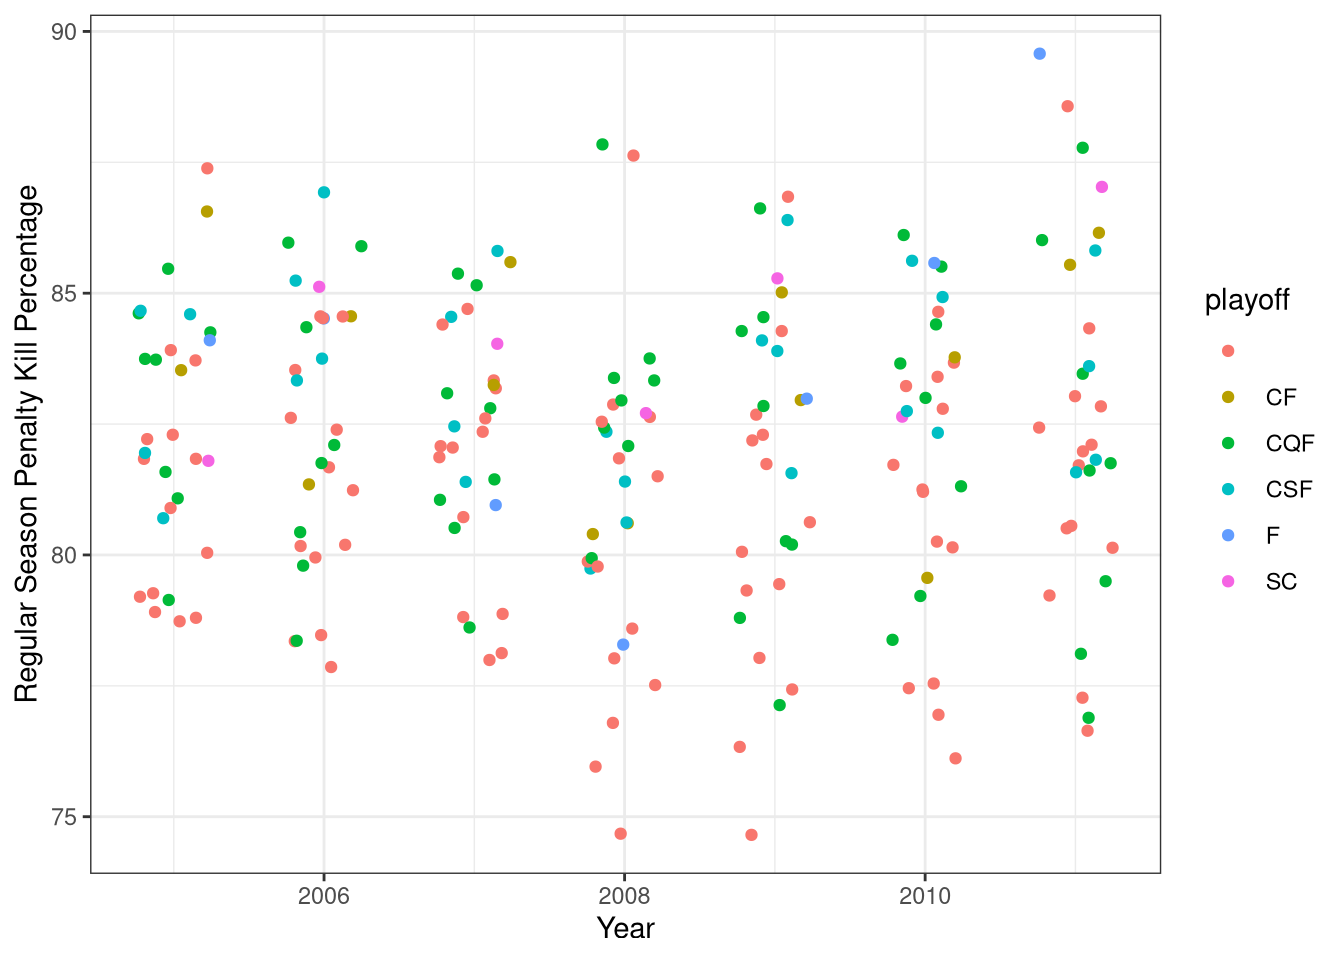 90
85
80
75
Regular Season Penalty Kill Percentage
2006
2008
2010
Year
playoff
CF
CQF
CSF
F
SC